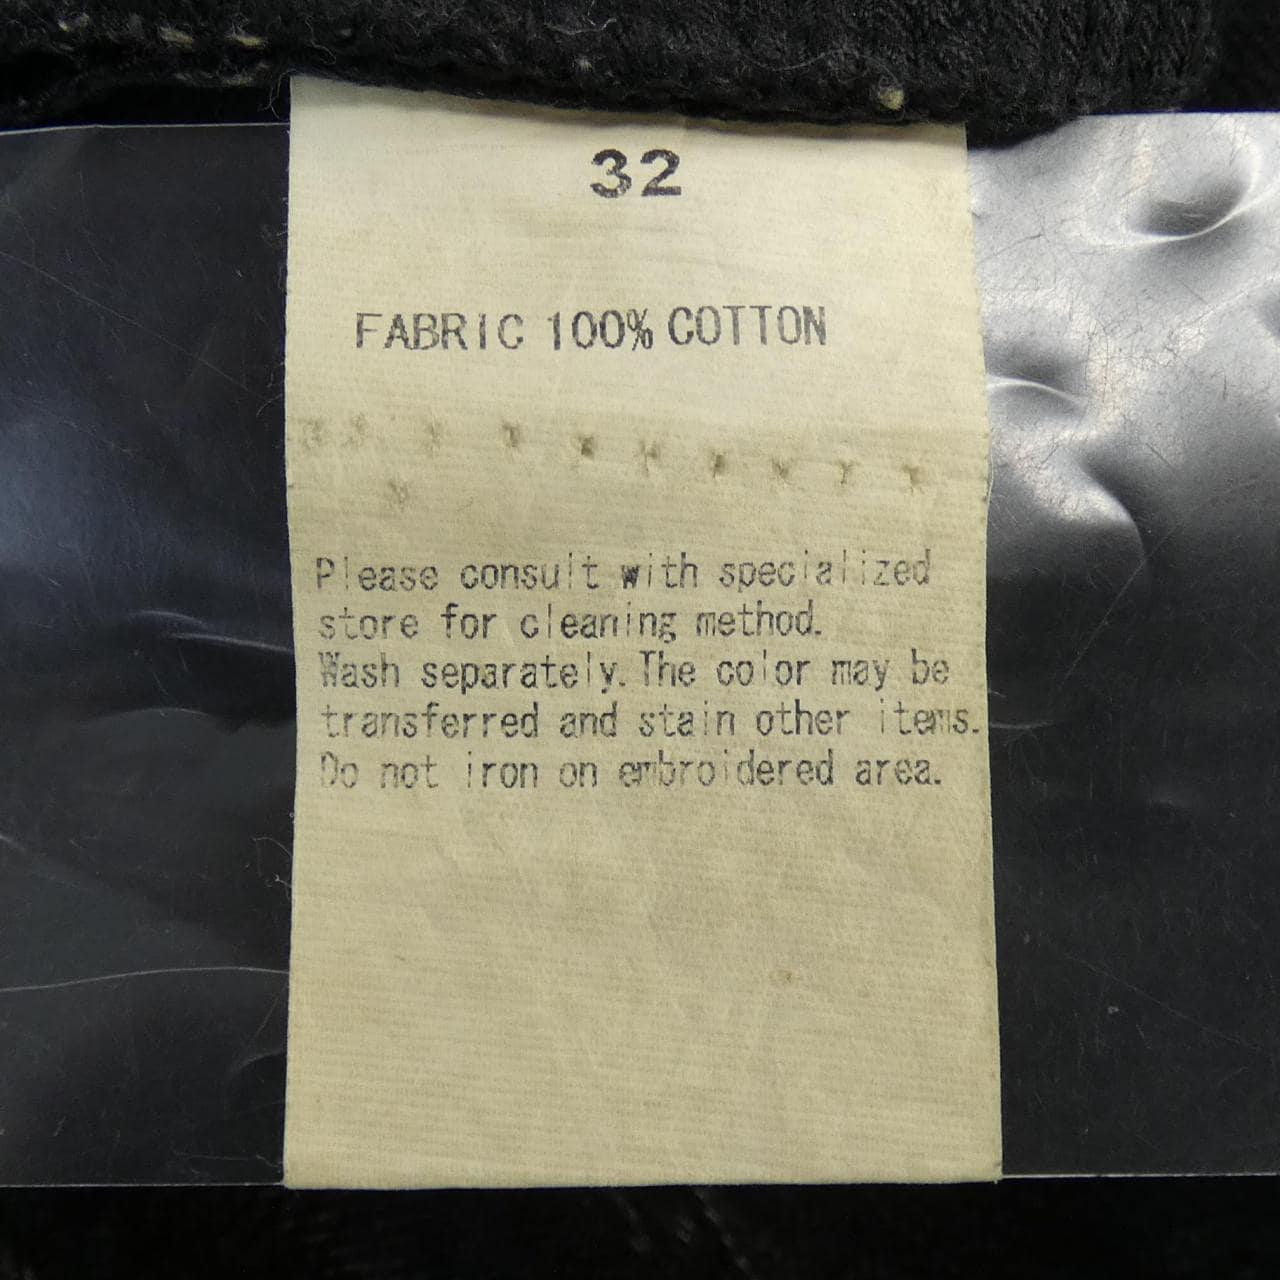 32
FABRIC 100% COTTON
Please consult with specialized
store for cleaning method.
Wash separately. The color may be
transferred and stain other items.
Do not iron on embroidered area.